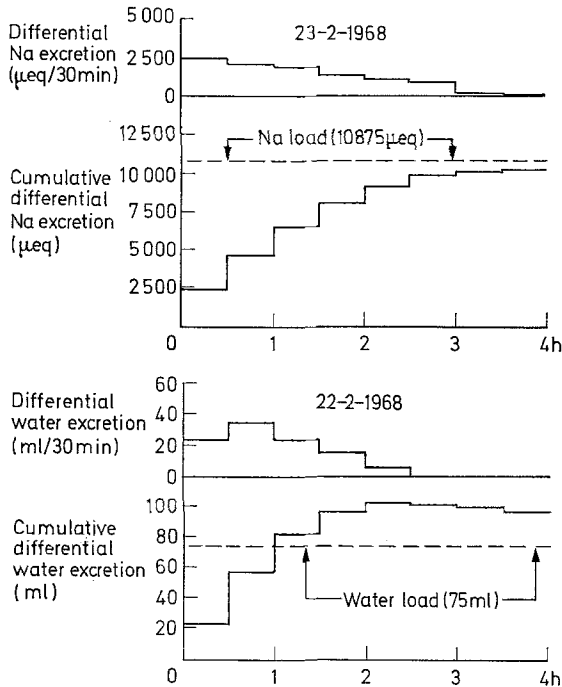 Differential
Na excretion
(μeq/30min)
5 000
2 500
0
23-2-1968
12 500
10 000
7 500
5 000
2 500
Cumulative
differential
Na excretion
(μeq)
Na load (10875μeq)
0 1 2 3 4h
Differential
water excretion
(ml/30min)
60
40
20
0
22-2-1968
100
80
60
40
20
Cumulative
differential
water excretion
(ml)
Water load (75ml)
0 1 2 3 4h